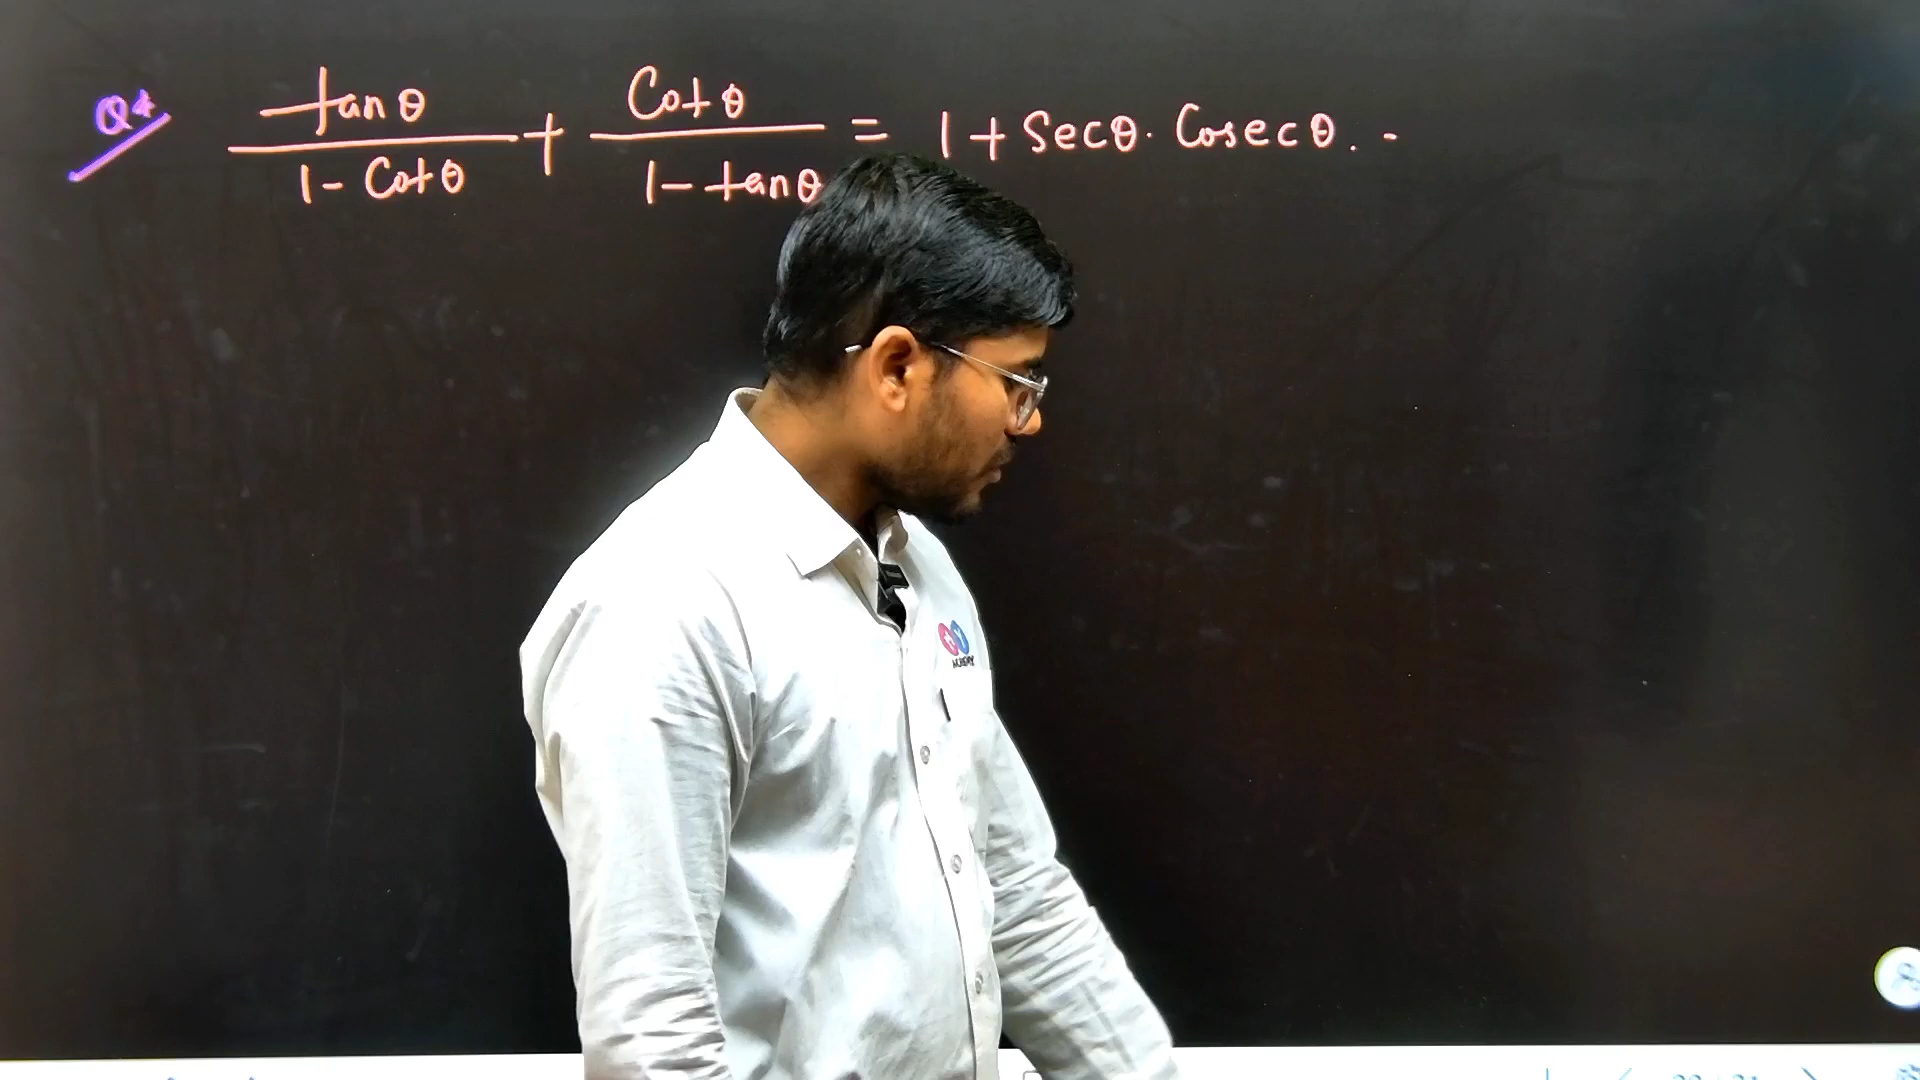 Q4 tanθ / 1 - Cotθ + Cotθ / 1 - tanθ = 1 + Secθ. Cosecθ. -